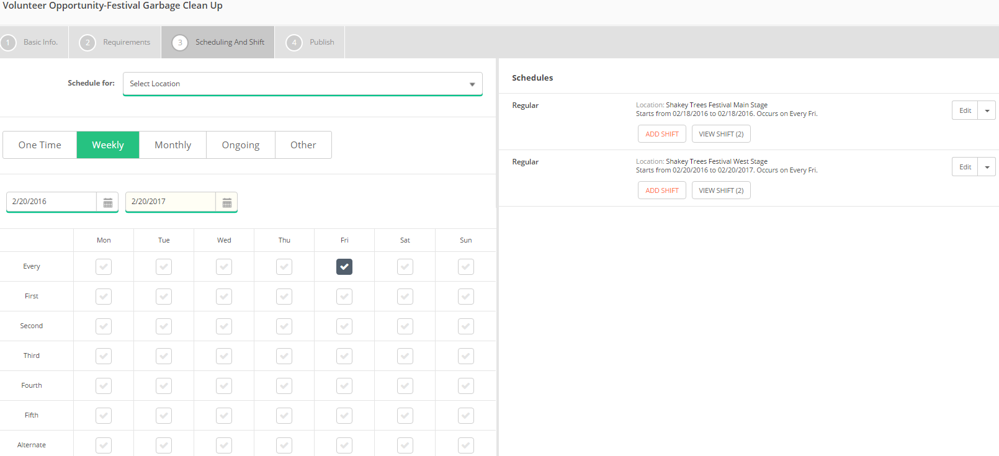 Volunteer Opportunity-Festival Garbage Clean Up
1 Basic Info. 2 Requirements 3 Scheduling And Shift 4 Publish
Schedule for: Select Location
One Time Weekly Monthly Ongoing Other
2/20/2016 2/20/2017
Mon Tue Wed Thu Fri Sat Sun
Every
First
Second
Third
Fourth
Fifth
Alternate
Schedules
Regular Location: Shakey Trees Festival Main Stage Edit
Starts from 02/18/2016 to 02/18/2016. Occurs on Every Fri.
ADD SHIFT VIEW SHIFT (2)
Regular Location: Shakey Trees Festival West Stage Edit
Starts from 02/20/2016 to 02/20/2017. Occurs on Every Fri.
ADD SHIFT VIEW SHIFT (2)